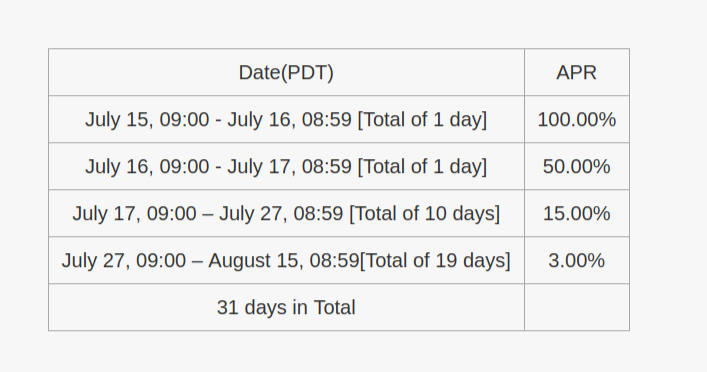 Date(PDT) APR
July 15, 09:00 - July 16, 08:59 [Total of 1 day] 100.00%
July 16, 09:00 - July 17, 08:59 [Total of 1 day] 50.00%
July 17, 09:00 – July 27, 08:59 [Total of 10 days] 15.00%
July 27, 09:00 – August 15, 08:59[Total of 19 days] 3.00%
31 days in Total